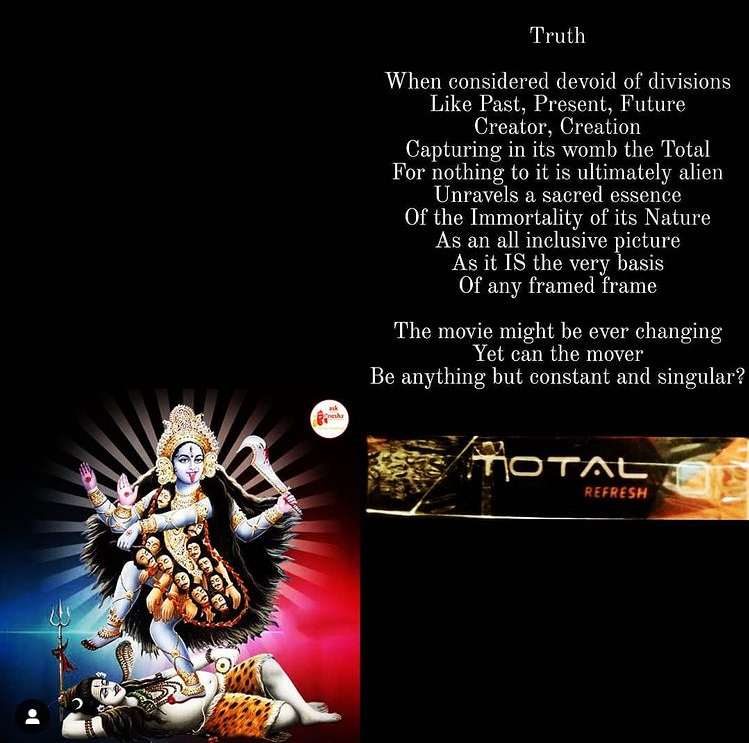 Truth
When considered devoid of divisions
Like Past, Present, Future
Creator, Creation
Capturing in its womb the Total
For nothing to it is ultimately alien
Unravels a sacred essence
Of the Immortality of its Nature
As an all inclusive picture
As it IS the very basis
Of any framed frame
The movie might be ever changing
Yet can the mover
Be anything but constant and singular?
ask
TOTAL
REFRESH